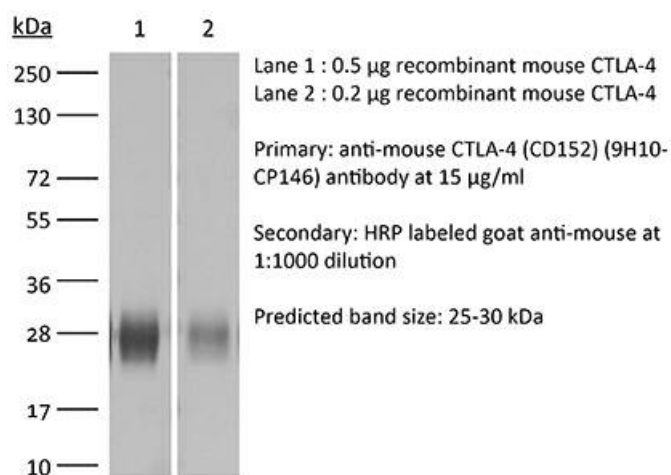 kDa
1 2
250
130
72
55
36
28
17
10
Lane 1 : 0.5 µg recombinant mouse CTLA-4
Lane 2 : 0.2 µg recombinant mouse CTLA-4
Primary: anti-mouse CTLA-4 (CD152) (9H10-
CP146) antibody at 15 µg/ml
Secondary: HRP labeled goat anti-mouse at
1:1000 dilution
Predicted band size: 25-30 kDa